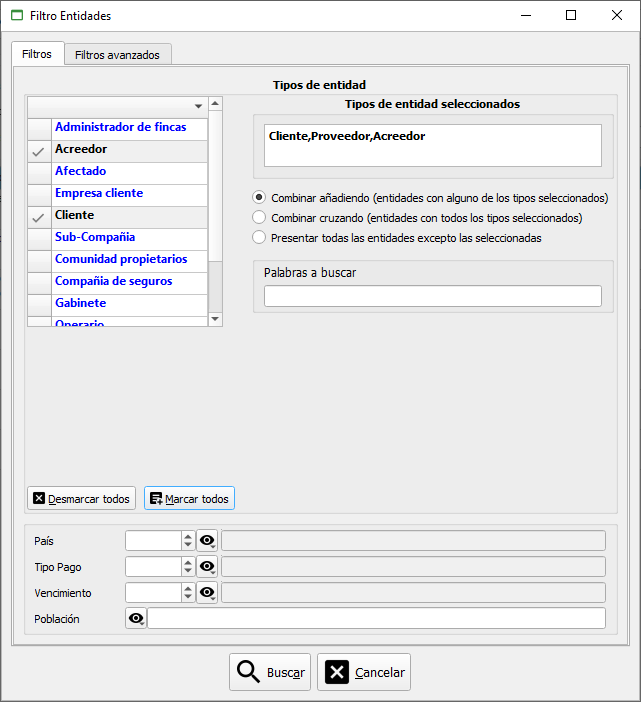 Filtro Entidades
Filtros
Filtros avanzados
Tipos de entidad
Administrador de fincas
Acreedor
Afectado
Empresa cliente
Cliente
Sub-Compañia
Comunidad propietarios
Compañia de seguros
Gabinete
Operario
Tipos de entidad seleccionados
Cliente,Proveedor,Acreedor
Combinar añadiendo (entidades con alguno de los tipos seleccionados)
Combinar cruzando (entidades con todos los tipos seleccionados)
Presentar todas las entidades excepto las seleccionadas
Palabras a buscar
Desmarcar todos
Marcar todos
País
Tipo Pago
Vencimiento
Población
Buscar
Cancelar